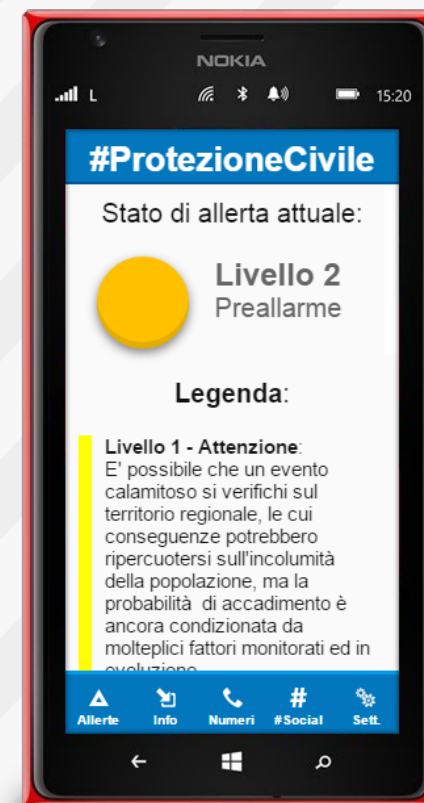 NOKIA
L 15:20
#ProtezioneCivile
Stato di allerta attuale:
Livello 2
Preallarme
Legenda:
Livello 1 - Attenzione:
E' possibile che un evento
calamitoso si verifichi sul
territorio regionale, le cui
conseguenze potrebbero
ripercuotersi sull'incolumità
della popolazione, ma la
probabilità di accadimento è
ancora condizionata da
molteplici fattori monitorati ed in
evoluzione
Allerte Info Numeri #Social Sett.